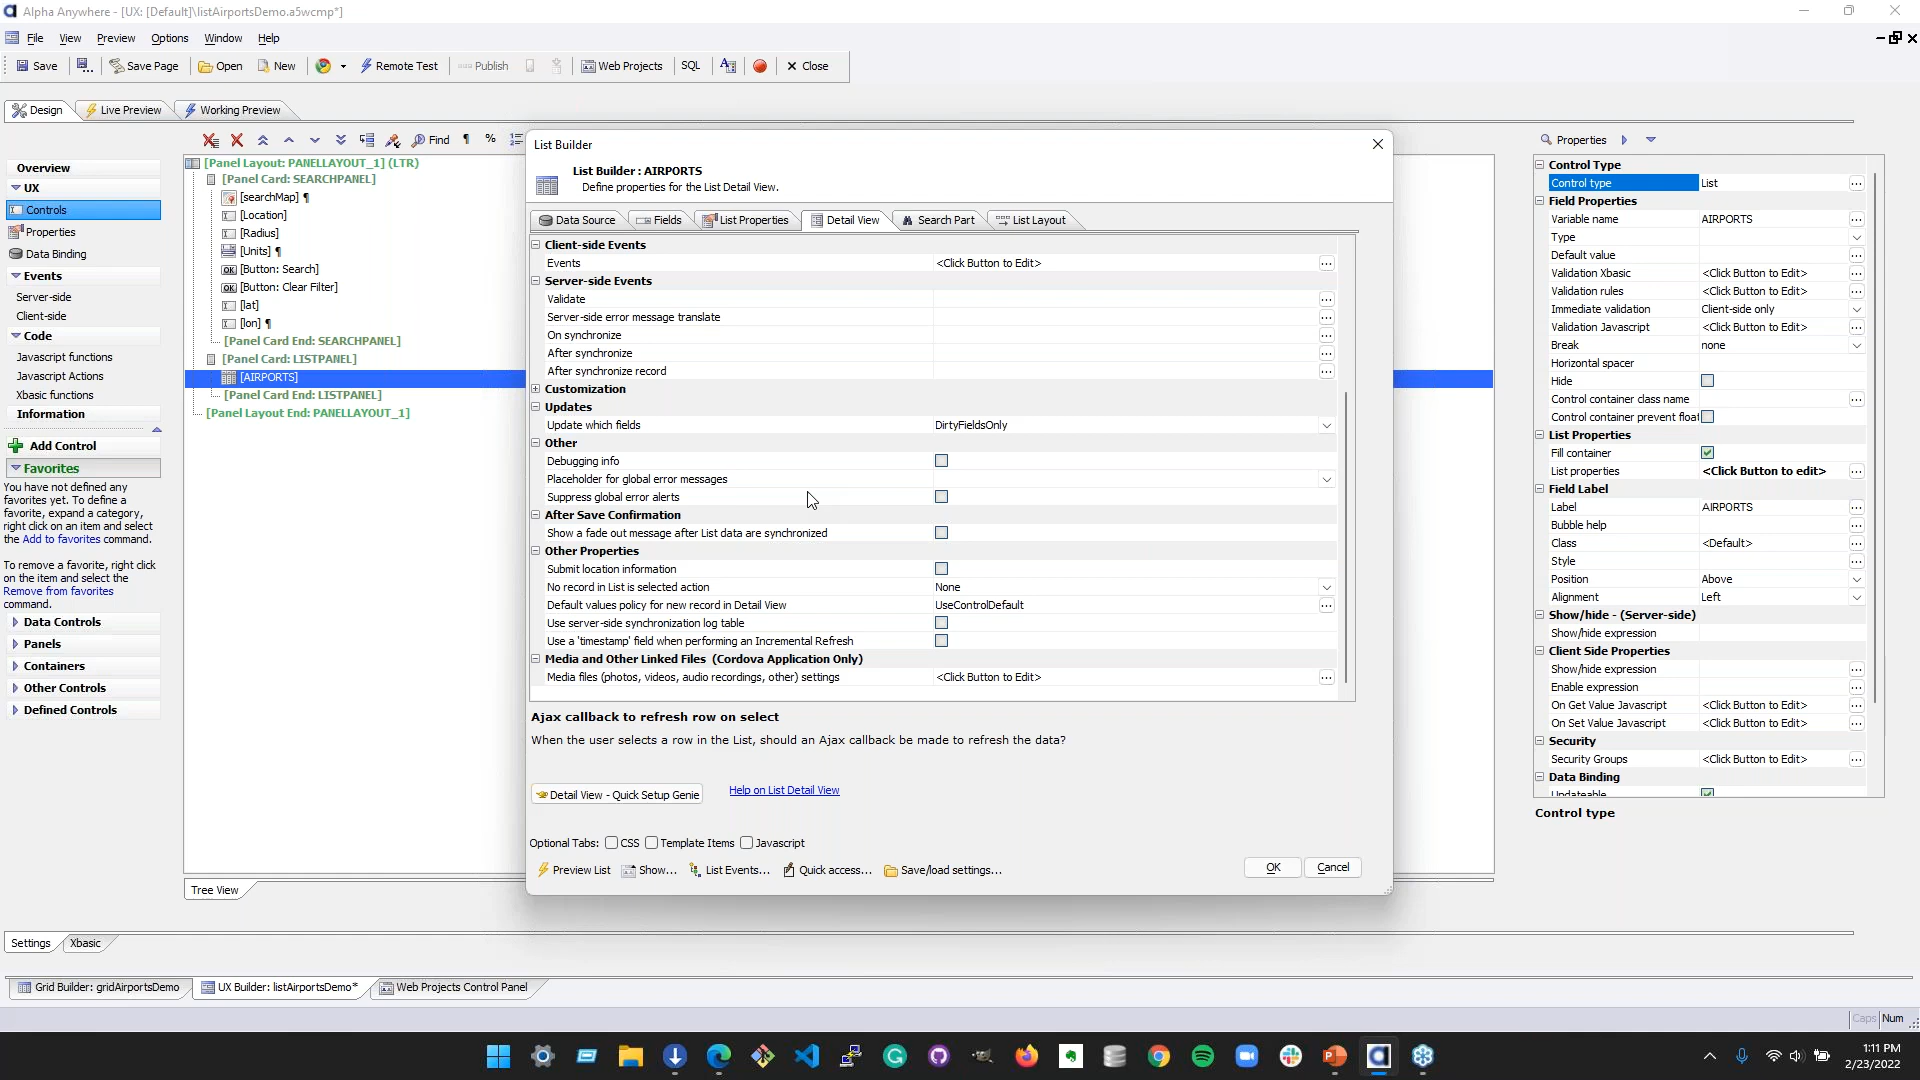 Alpha Anywhere - [UX: [Default]\listAirportsDemo.a5wcmp*]
File View Preview Options Window Help
Save Save Page Open New Remote Test Publish Web Projects SQL Close
Design Live Preview Working Preview
Find
Overview
UX
Controls
Properties
Data Binding
Events
Server-side
Client-side
Code
Javascript functions
Javascript Actions
Xbasic functions
Information
Add Control
Favorites
You have not defined any
favorites yet. To define a
favorite, expand a category,
right click on an item and select
the Add to favorites command.
To remove a favorite, right click
on the item and select the
Remove from favorites
command.
Data Controls
Panels
Containers
Other Controls
Defined Controls
[Panel Layout: PANELLAYOUT_1] (LTR)
[Panel Card: SEARCHPANEL]
[searchMap] ¶
[Location]
[Radius]
[Units] ¶
[Button: Search]
[Button: Clear Filter]
[lat]
[lon] ¶
[Panel Card End: SEARCHPANEL]
[Panel Card: LISTPANEL]
[AIRPORTS]
[Panel Card End: LISTPANEL]
[Panel Layout End: PANELLAYOUT_1]
Tree View
List Builder
List Builder : AIRPORTS
Define properties for the List Detail View.
Data Source Fields List Properties Detail View Search Part List Layout
Client-side Events
Events <Click Button to Edit>
Server-side Events
Validate
Server-side error message translate
On synchronize
After synchronize
After synchronize record
Customization
Updates
Update which fields DirtyFieldsOnly
Other
Debugging info
Placeholder for global error messages
Suppress global error alerts
After Save Confirmation
Show a fade out message after List data are synchronized
Other Properties
Submit location information
No record in List is selected action None
Default values policy for new record in Detail View UseControlDefault
Use server-side synchronization log table
Use a 'timestamp' field when performing an Incremental Refresh
Media and Other Linked Files (Cordova Application Only)
Media files (photos, videos, audio recordings, other) settings <Click Button to Edit>
Ajax callback to refresh row on select
When the user selects a row in the List, should an Ajax callback be made to refresh the data?
Detail View - Quick Setup Genie Help on List Detail View
Optional Tabs: CSS Template Items Javascript
Preview List Show... List Events... Quick access... Save/load settings... OK Cancel
Properties
Control Type
Control type List
Field Properties
Variable name AIRPORTS
Type
Default value
Validation Xbasic <Click Button to Edit>
Validation rules <Click Button to Edit>
Immediate validation Client-side only
Validation Javascript <Click Button to Edit>
Break none
Horizontal spacer
Hide
Control container class name
Control container prevent float
List Properties
Fill container
List properties <Click Button to edit>
Field Label
Label AIRPORTS
Bubble help
Class <Default>
Style
Position Above
Alignment Left
Show/hide - (Server-side)
Show/hide expression
Client Side Properties
Show/hide expression
Enable expression
On Get Value Javascript <Click Button to Edit>
On Set Value Javascript <Click Button to Edit>
Security
Security Groups <Click Button to Edit>
Data Binding
Updateable
Control type
Settings Xbasic
Grid Builder: gridAirportsDemo UX Builder: listAirportsDemo* Web Projects Control Panel
Caps Num
1:11 PM
2/23/2022